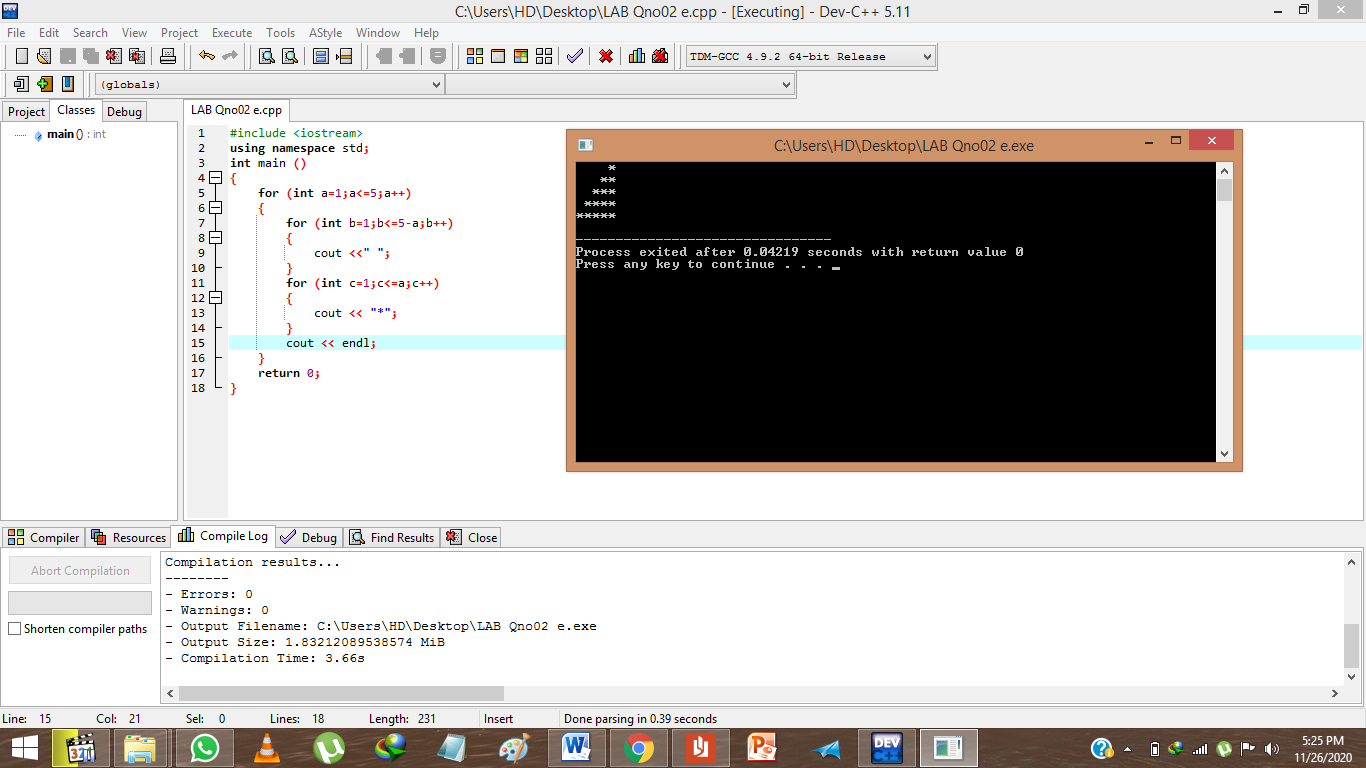 C:\Users\HD\Desktop\LAB Qno02 e.cpp - [Executing] - Dev-C++ 5.11
File Edit Search View Project Execute Tools AStyle Window Help
TDM-GCC 4.9.2 64-bit Release
(globals)
Project Classes Debug
LAB Qno02 e.cpp
main () : int
1 #include <iostream>
2 using namespace std;
3 int main ()
4 {
5 for (int a=1;a<=5;a++)
6 {
7 for (int b=1;b<=5-a;b++)
8 {
9 cout <<" ";
10 }
11 for (int c=1;c<=a;c++)
12 {
13 cout << "*";
14 }
15 cout << endl;
16 }
17 return 0;
18 }
C:\Users\HD\Desktop\LAB Qno02 e.exe
    *
   **
  ***
 ****
*****
--------------------------------
Process exited after 0.04219 seconds with return value 0
Press any key to continue . . . _
Compiler Resources Compile Log Debug Find Results Close
Abort Compilation
Shorten compiler paths
Compilation results...
--------
- Errors: 0
- Warnings: 0
- Output Filename: C:\Users\HD\Desktop\LAB Qno02 e.exe
- Output Size: 1.83212089538574 MiB
- Compilation Time: 3.66s
Line: 15 Col: 21 Sel: 0 Lines: 18 Length: 231 Insert Done parsing in 0.39 seconds
321
DEV
5:25 PM
11/26/2020